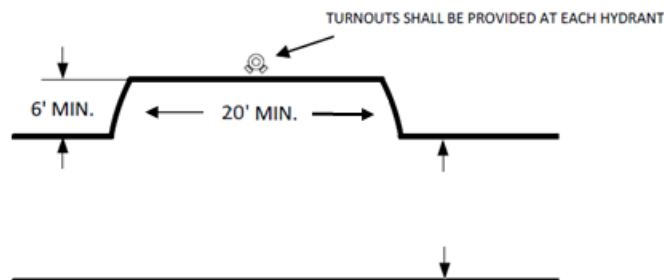 TURNOUTS SHALL BE PROVIDED AT EACH HYDRANT
6' MIN.
20' MIN.